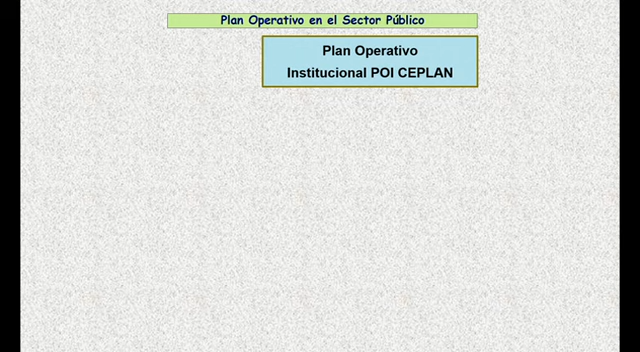 Plan Operativo en el Sector Público
Plan Operativo
Institucional POI CEPLAN